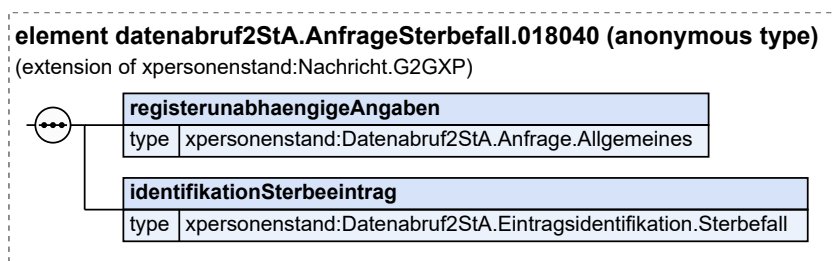 element datenabruf2StA.AnfrageSterbefall.018040 (anonymous type)
(extension of xpersonenstand:Nachricht.G2GXP)
registerunabhaengigeAngaben
type xpersonenstand:Datenabruf2StA.Anfrage.Allgemeines
identifikationSterbeeintrag
type xpersonenstand:Datenabruf2StA.Eintragsidentifikation.Sterbefall